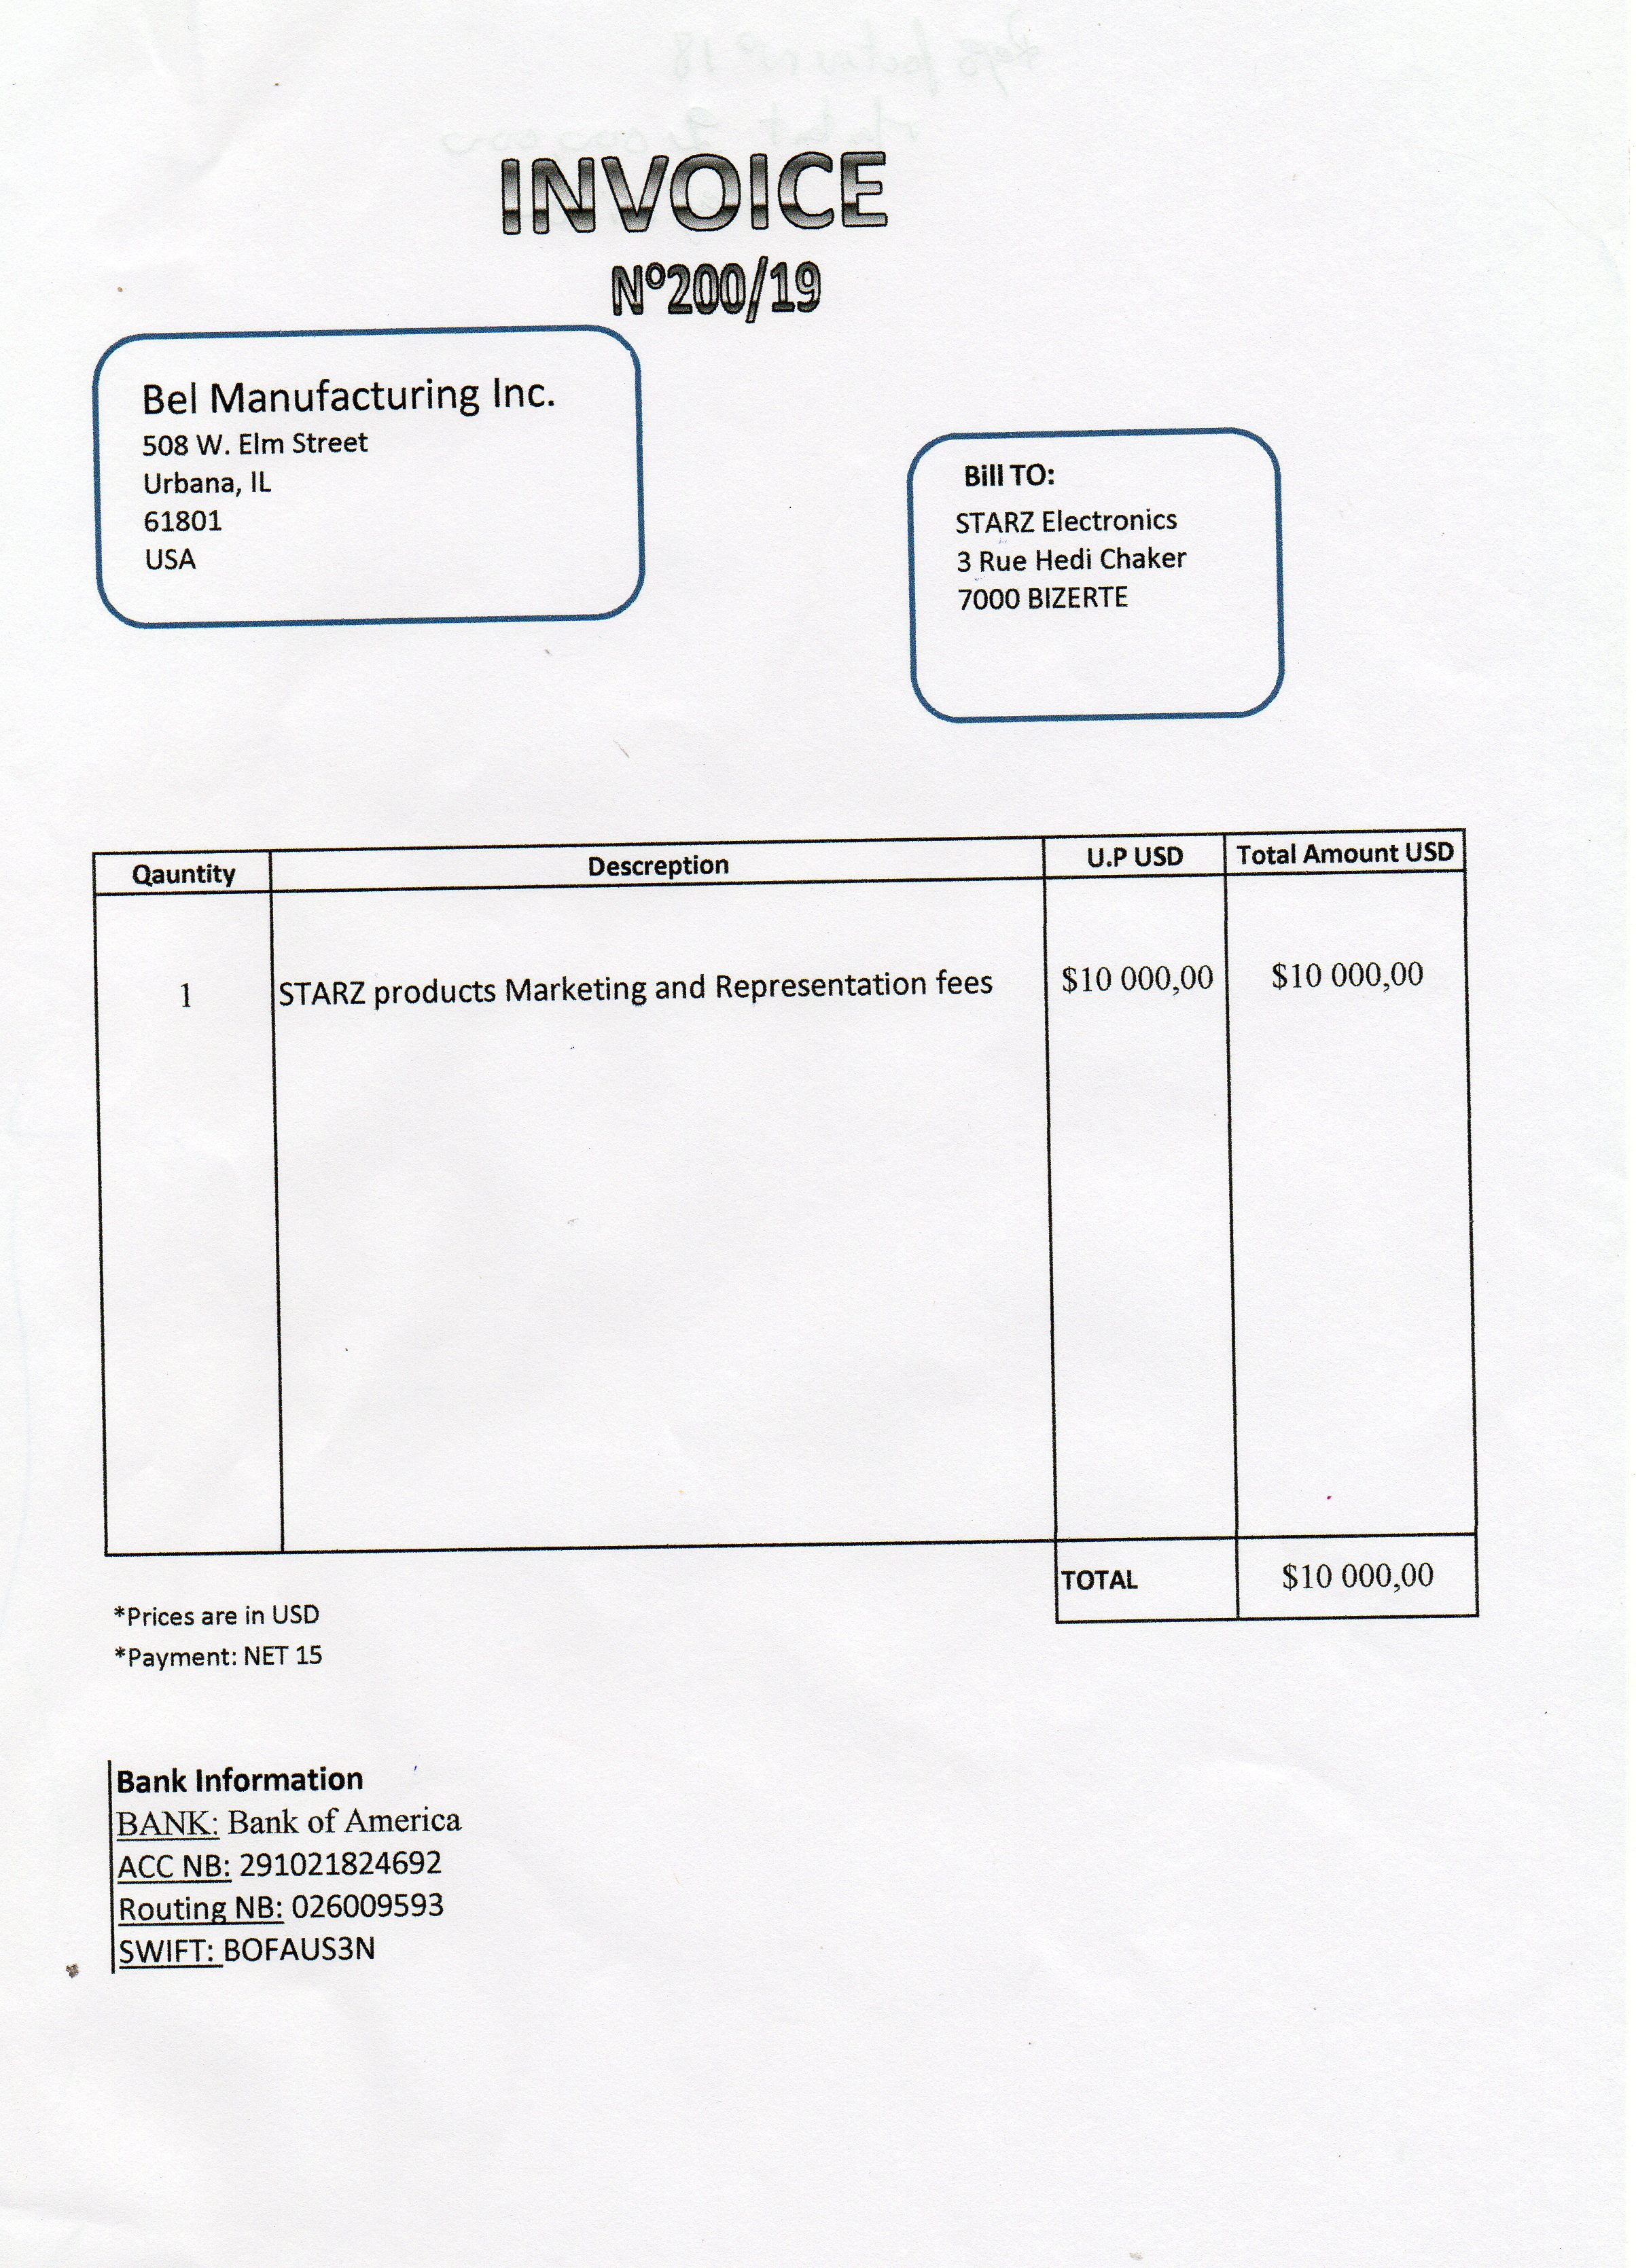 INVOICE
Nº200/19
Bel Manufacturing Inc.
508 W. Elm Street
Urbana, IL
61801
USA
Bill TO:
STARZ Electronics
3 Rue Hedi Chaker
7000 BIZERTE
Qauntity Descreption U.P USD Total Amount USD
1 STARZ products Marketing and Representation fees $10 000,00 $10 000,00
TOTAL $10 000,00
*Prices are in USD
*Payment: NET 15
Bank Information
BANK: Bank of America
ACC NB: 291021824692
Routing NB: 026009593
SWIFT: BOFAUS3N